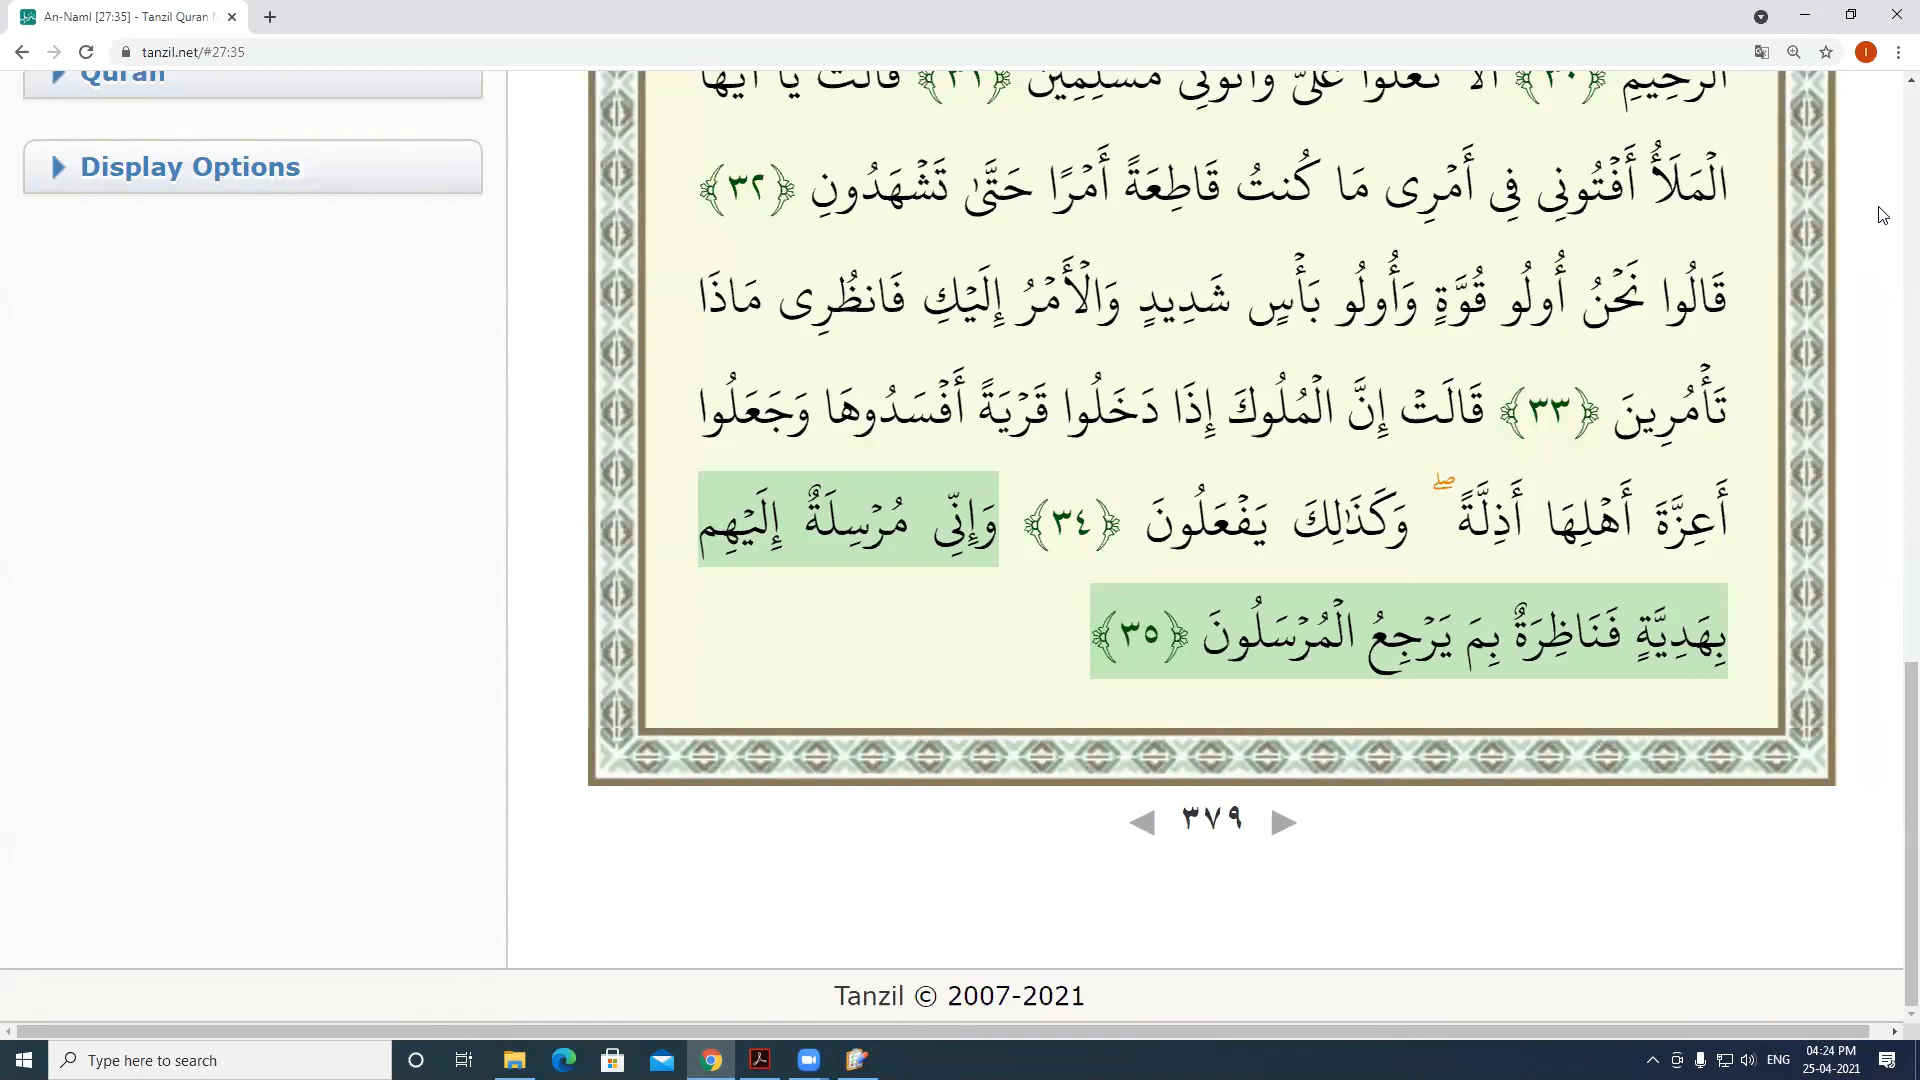 An-Naml [27:35] - Tanzil Quran
tanzil.net/#27:35
Quran
Display Options
الرَّحِيمِ ﴿٣٠﴾ أَلَّا تَعْلُوا عَلَىَّ وَأْتُونِى مُسْلِمِينَ ﴿٣١﴾ قَالَتْ يَا أَيُّهَا
الْمَلَأُ أَفْتُونِى فِى أَمْرِى مَا كُنتُ قَاطِعَةً أَمْرًا حَتَّىٰ تَشْهَدُونِ ﴿٣٢﴾
قَالُوا نَحْنُ أُولُو قُوَّةٍ وَأُولُو بَأْسٍ شَدِيدٍ وَالْأَمْرُ إِلَيْكِ فَانظُرِى مَاذَا
تَأْمُرِينَ ﴿٣٣﴾ قَالَتْ إِنَّ الْمُلُوكَ إِذَا دَخَلُوا قَرْيَةً أَفْسَدُوهَا وَجَعَلُوا
أَعِزَّةَ أَهْلِهَا أَذِلَّةً ۖ وَكَذَٰلِكَ يَفْعَلُونَ ﴿٣٤﴾ وَإِنِّى مُرْسِلَةٌ إِلَيْهِم
بِهَدِيَّةٍ فَنَاظِرَةٌ بِمَ يَرْجِعُ الْمُرْسَلُونَ ﴿٣٥﴾
٣٧٩
Tanzil © 2007-2021
Type here to search
ENG
04:24 PM
25-04-2021